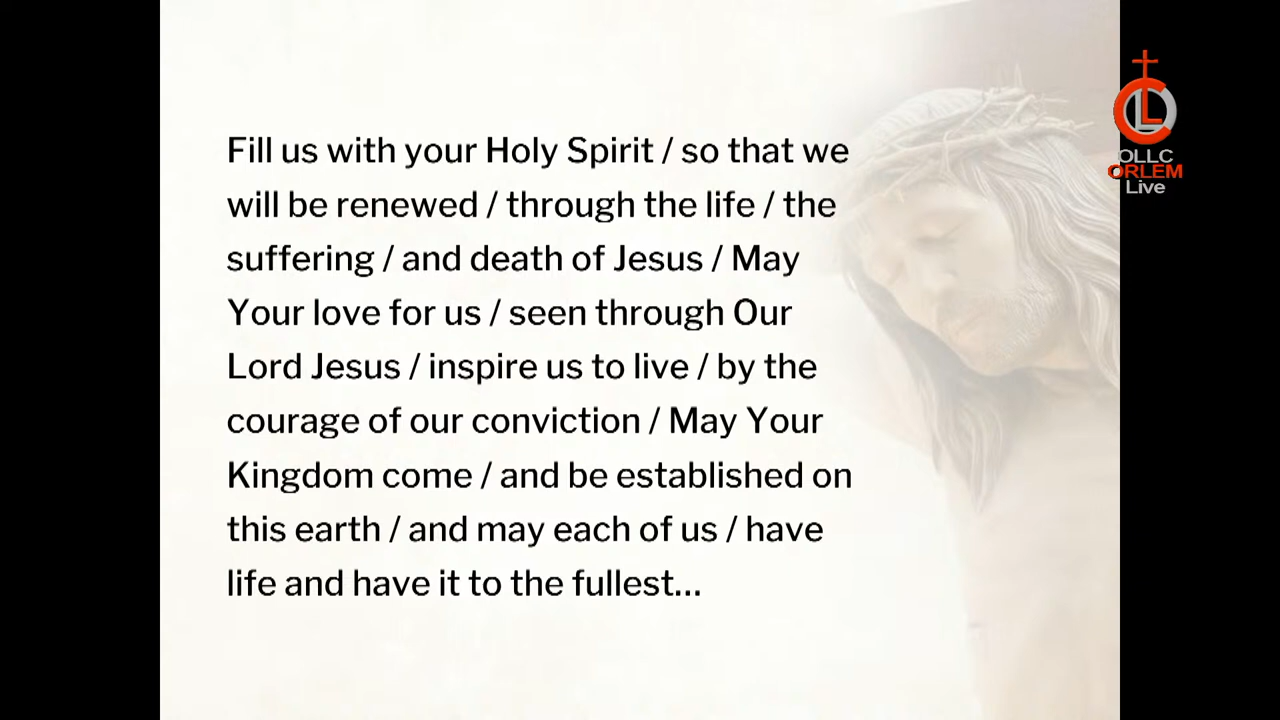 Fill us with your Holy Spirit / so that we
will be renewed / through the life / the
suffering / and death of Jesus / May
Your love for us / seen through Our
Lord Jesus / inspire us to live / by the
courage of our conviction / May Your
Kingdom come / and be established on
this earth / and may each of us / have
life and have it to the fullest...
OLLC
ORLEM
Live